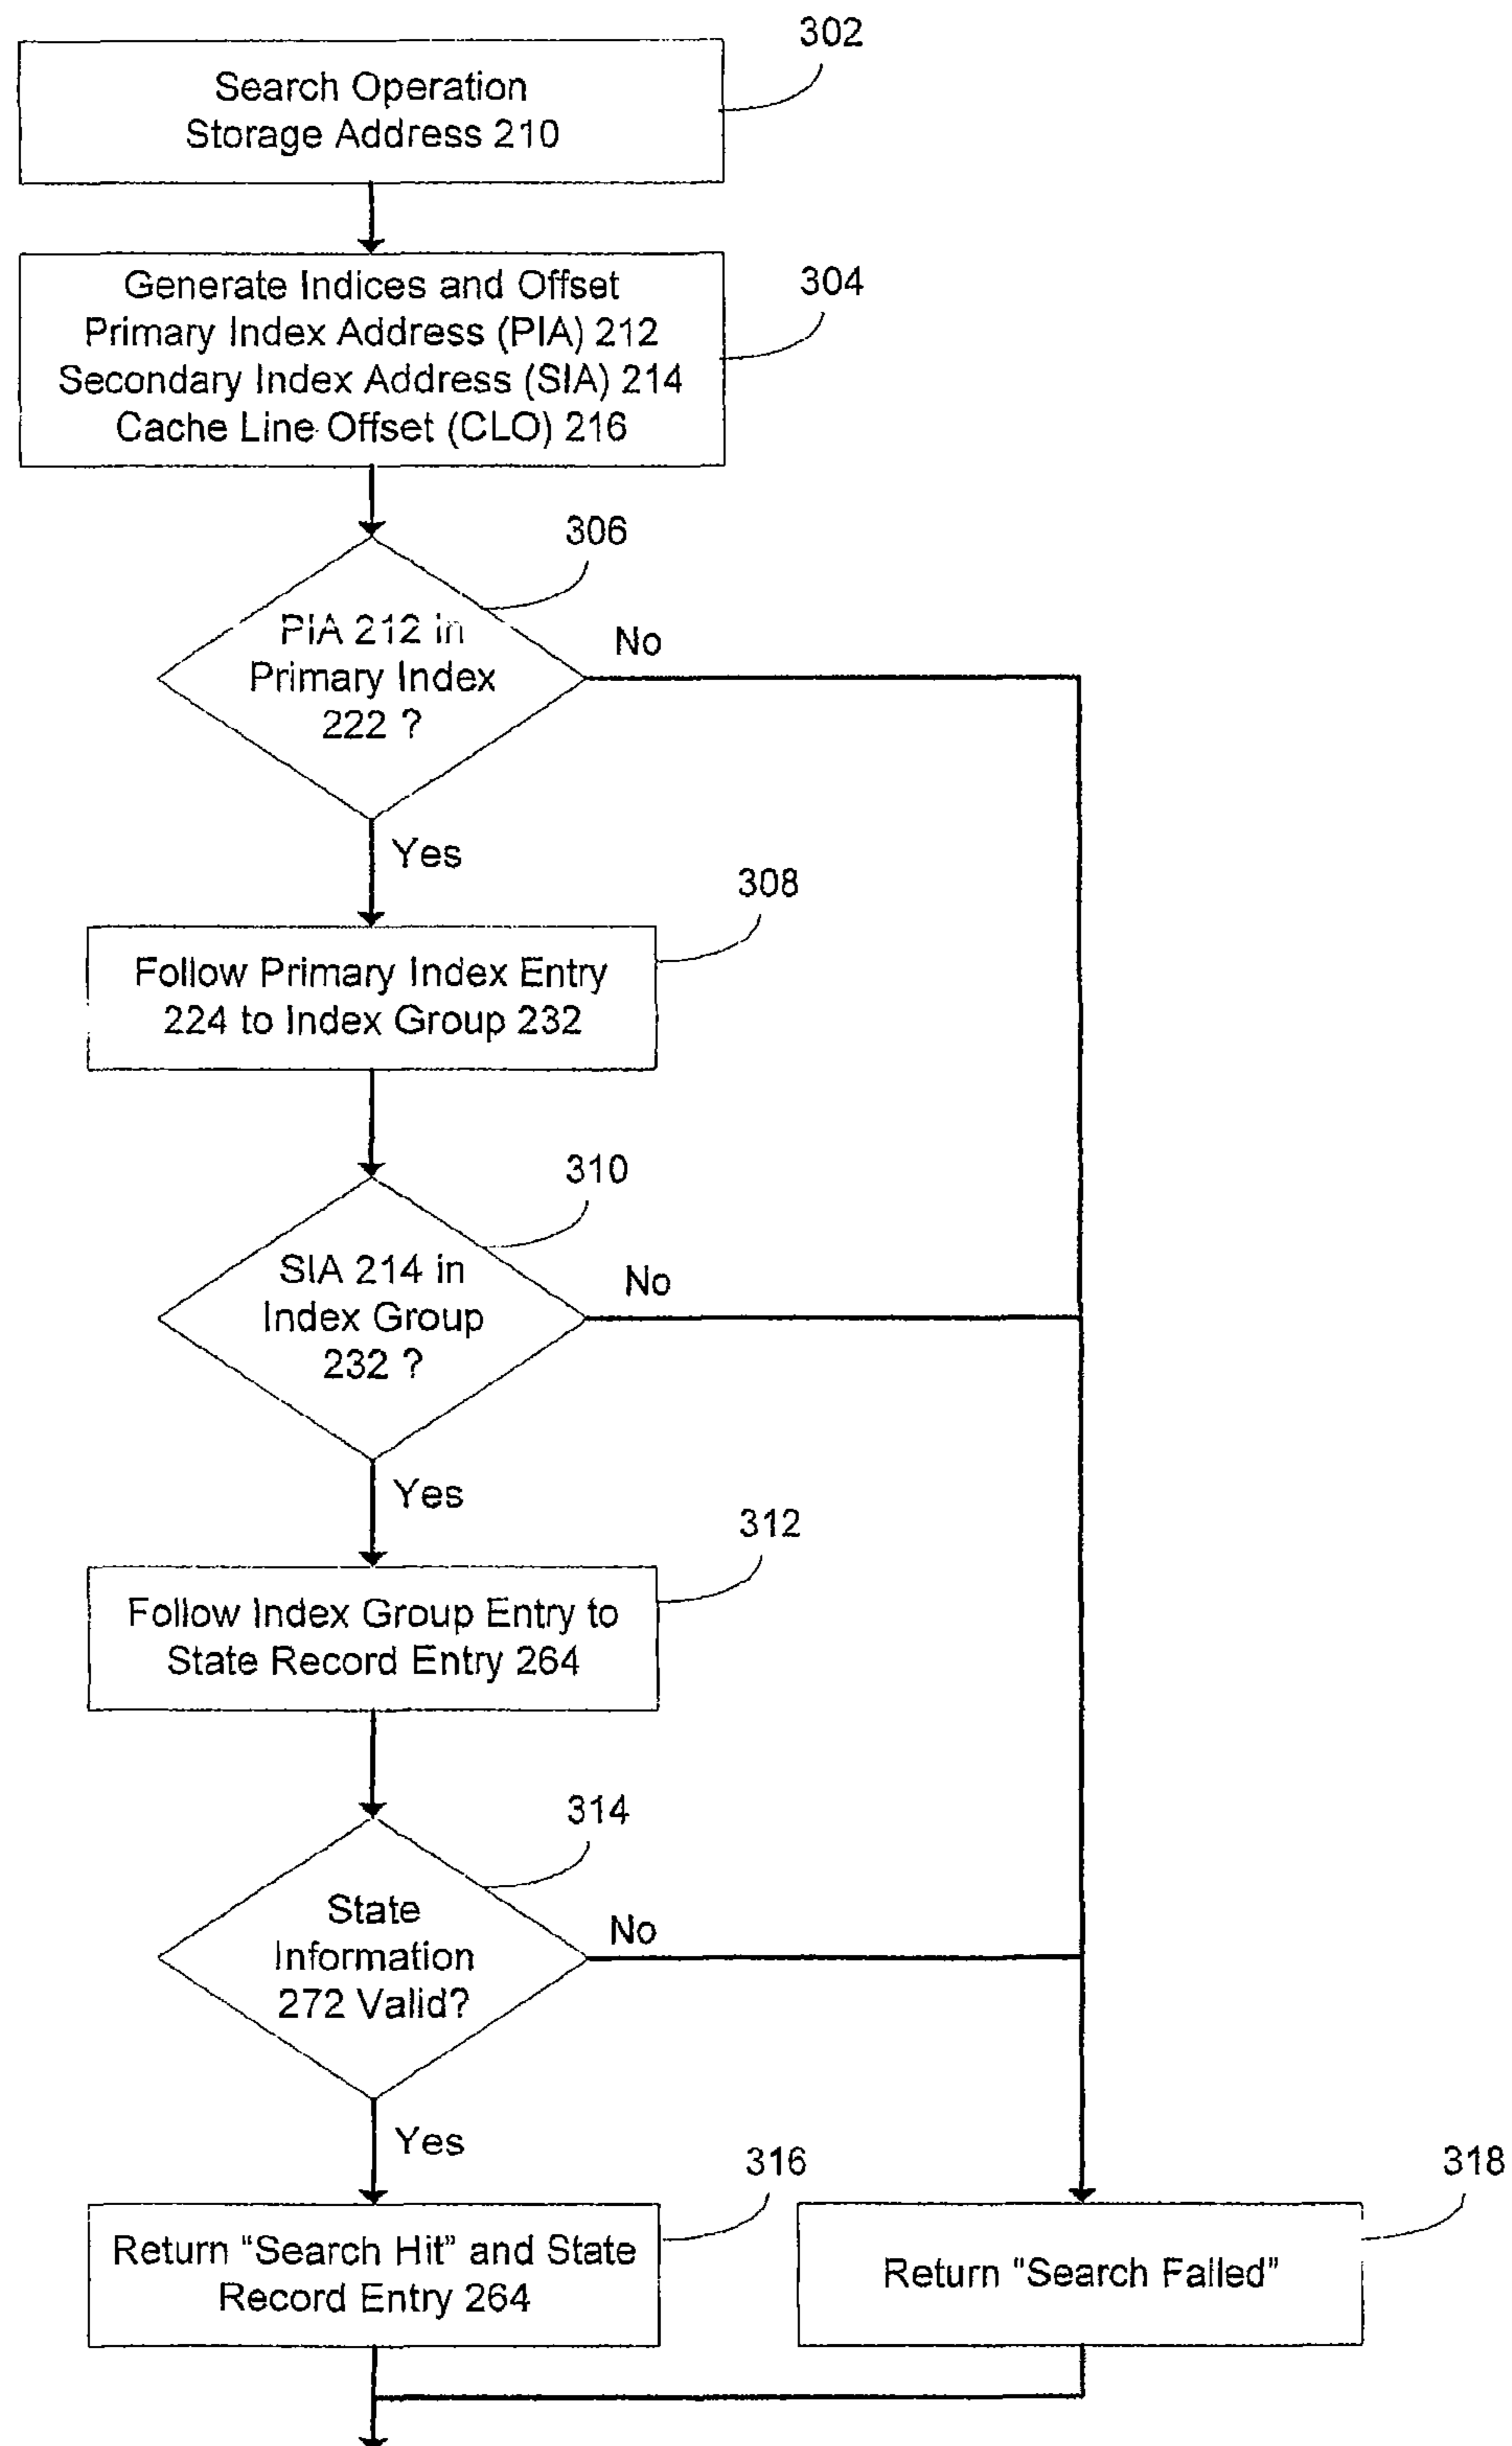 302
Search Operation
Storage Address 210
304
Generate Indices and Offset
Primary Index Address (PIA) 212
Secondary Index Address (SIA) 214
Cache Line Offset (CLO) 216
306
PIA 212 in
Primary Index
222 ?
No
Yes
308
Follow Primary Index Entry
224 to Index Group 232
310
SIA 214 in
Index Group
232 ?
No
Yes
312
Follow Index Group Entry to
State Record Entry 264
314
State
Information
272 Valid?
No
Yes
316
Return “Search Hit” and State
Record Entry 264
318
Return "Search Failed"